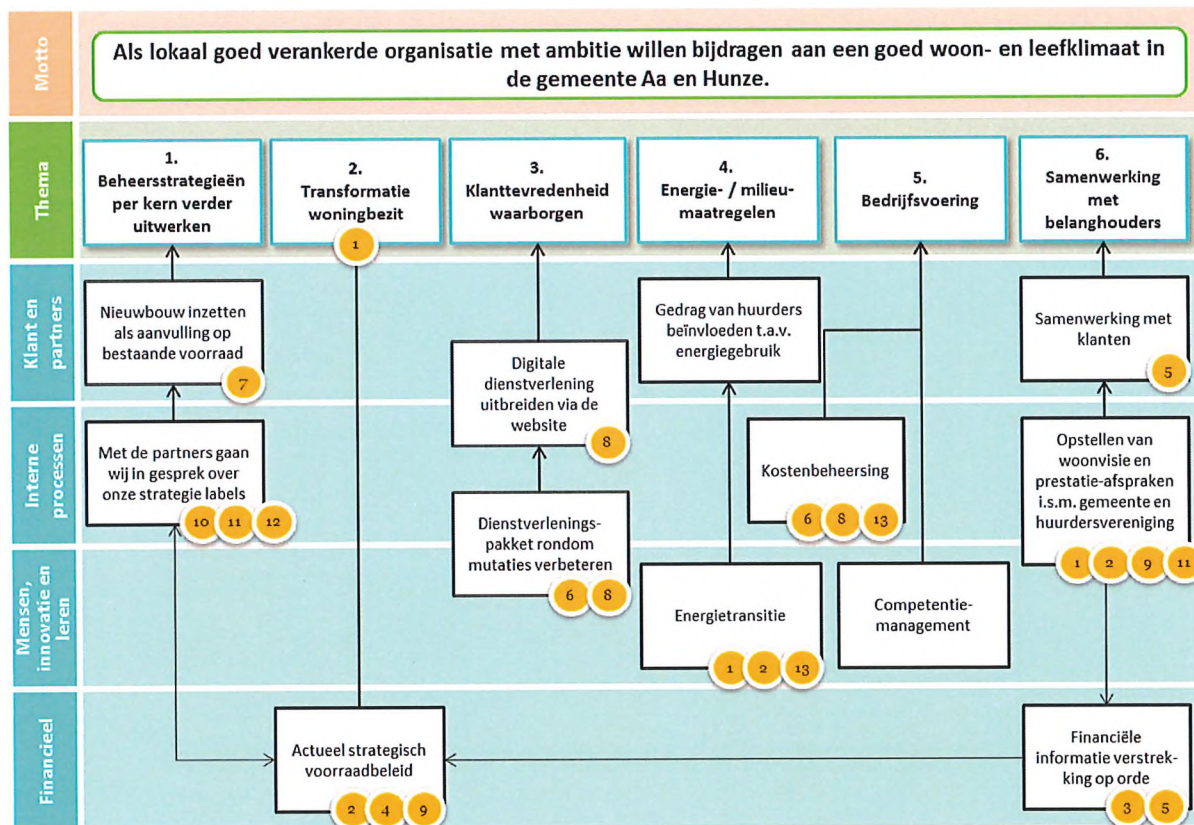 Motto
Als lokaal goed verankerde organisatie met ambitie willen bijdragen aan een goed woon- en leefklimaat in
de gemeente Aa en Hunze.
Thema
1.
Beheersstrategieën
per kern verder
uitwerken
2.
Transformatie
woningbezit
1
3.
Klanttevredenheid
waarborgen
4.
Energie- / milieu-
maatregelen
5.
Bedrijfsvoering
6.
Samenwerking
met
belanghouders
Klant en
partners
Nieuwbouw inzetten
als aanvulling op
bestaande voorraad
7
Digitale
dienstverlening
uitbreiden via de
website
8
Gedrag van huurders
beïnvloeden t.a.v.
energiegebruik
Samenwerking met
klanten
5
Interne
processen
Met de partners gaan
wij in gesprek over
onze strategie labels
10 11 12
Dienstverlenings-
pakket rondom
mutaties verbeteren
6 8
Kostenbeheersing
6 8 13
Opstellen van
woonvisie en
prestatie-afspraken
i.s.m. gemeente en
huurdersvereniging
1 2 9 11
Mensen,
innovatie en
leren
Energietransitie
1 2 13
Competentie-
management
Financieel
Actueel strategisch
voorraadbeleid
2 4 9
Financiële
informatie verstrek-
kking op orde
3 5